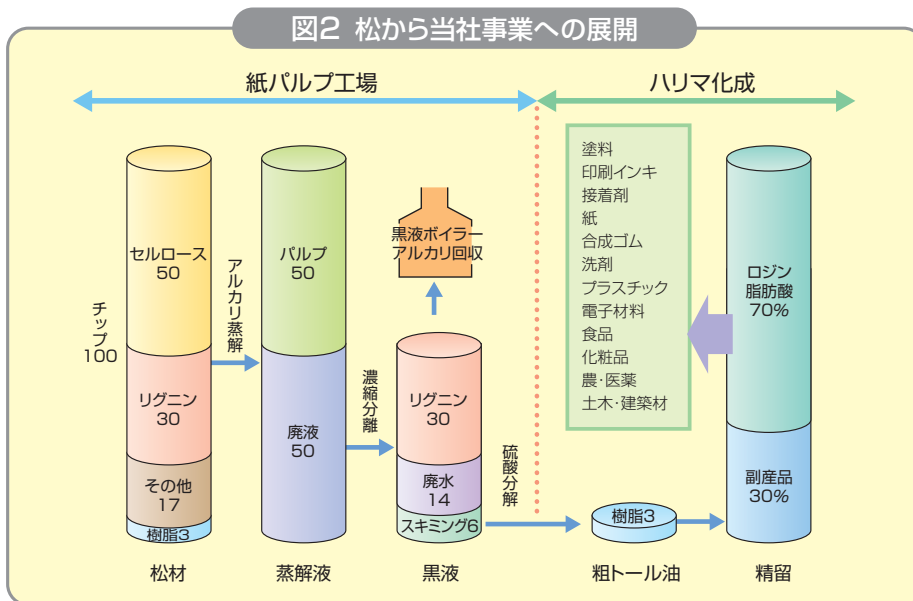 図2 松から当社事業への展開
紙パルプ工場
ハリマ化成
チップ
100
セルロース
50
リグニン
30
その他
17
樹脂3
松材
アルカリ蒸解
パルプ
50
廃液
50
蒸解液
濃縮分離
黒液ボイラー
アルカリ回収
リグニン
30
廃水
14
スキミング6
黒液
硫酸分解
塗料
印刷インキ
接着剤
紙
合成ゴム
洗剤
プラスチック
電子材料
食品
化粧品
農・医薬
土木・建築材
樹脂3
粗トール油
ロジン
脂肪酸
70%
副産品
30%
精留